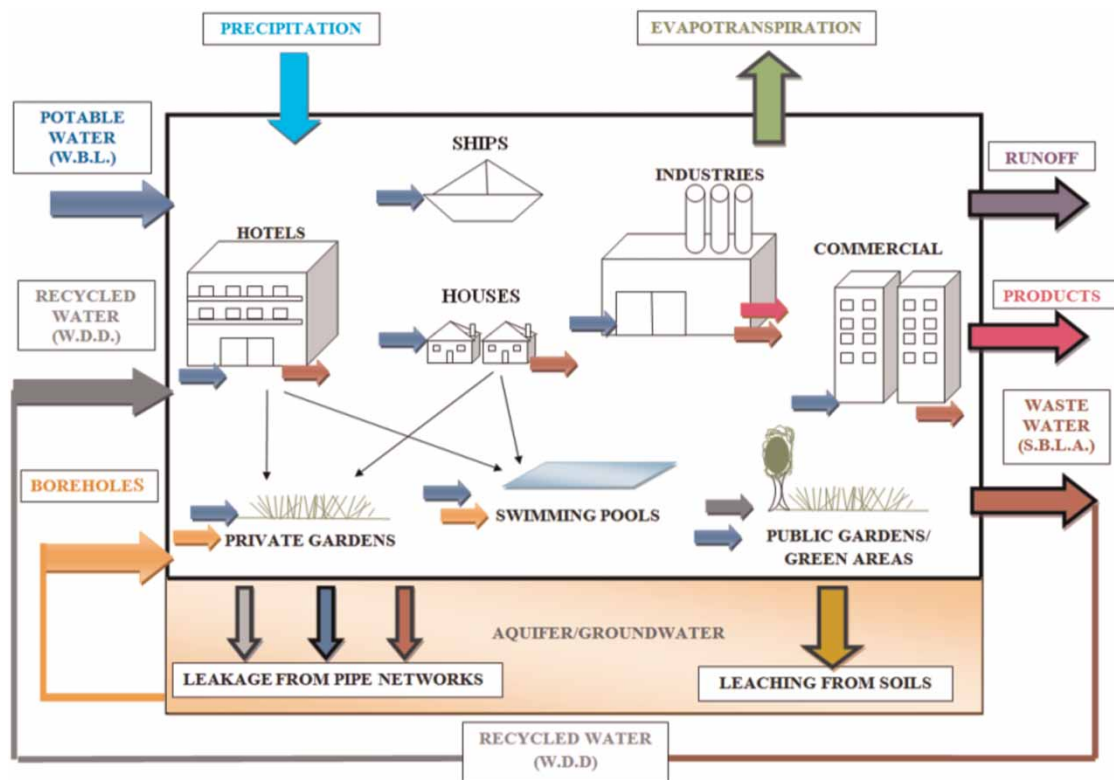 PRECIPITATION
EVAPOTRANSPIRATION
POTABLE
WATER
(W.B.L.)
SHIPS
RUNOFF
INDUSTRIES
HOTELS
COMMERCIAL
RECYCLED
WATER
(W.D.D.)
HOUSES
PRODUCTS
WASTE
WATER
(S.B.L.A.)
BOREHOLES
SWIMMING POOLS
PRIVATE GARDENS
PUBLIC GARDENS/
GREEN AREAS
AQUIFER/GROUNDWATER
LEAKAGE FROM PIPE NETWORKS
LEACHING FROM SOILS
RECYCLED WATER
(W.D.D)